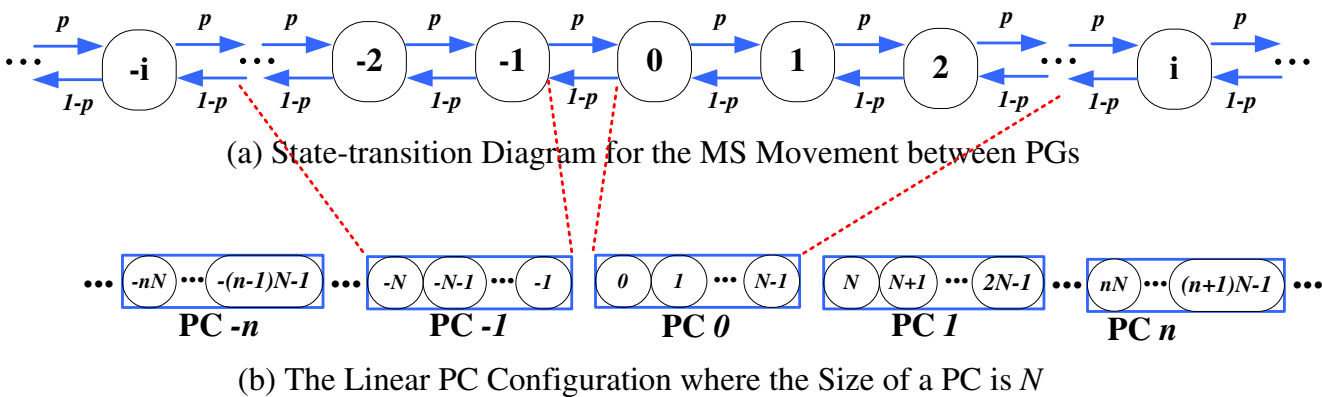 p p p p p p p p p p
... -i ... -2 -1 0 1 2 ... i ...
1-p 1-p 1-p 1-p 1-p 1-p 1-p 1-p 1-p 1-p
(a) State-transition Diagram for the MS Movement between PGs
... -nN ... -(n-1)N-1 ... -N -N-1 ... -1 0 1 ... N-1 N N+1 ... 2N-1 ... nN ... (n+1)N-1 ...
PC -n PC -1 PC 0 PC 1 PC n
(b) The Linear PC Configuration where the Size of a PC is N